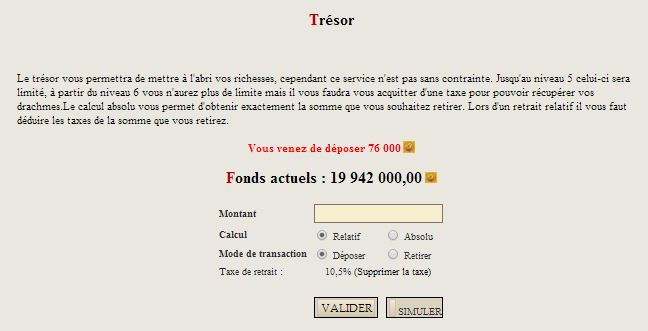 Trésor
Le trésor vous permettra de mettre à l'abri vos richesses, cependant ce service n'est pas sans contrainte. Jusqu'au niveau 5 celui-ci sera
limité, à partir du niveau 6 vous n'aurez plus de limite mais il vous faudra vous acquitter d'une taxe pour pouvoir récupérer vos
drachmes.Le calcul absolu vous permet d'obtenir exactement la somme que vous souhaitez retirer. Lors d'un retrait relatif il vous faut
déduire les taxes de la somme que vous retirez.
Vous venez de déposer 76 000
Fonds actuels : 19 942 000,00
Montant
Calcul Relatif Absolu
Mode de transaction Déposer Retirer
Taxe de retrait : 10,5% (Supprimer la taxe)
VALIDER SIMULER